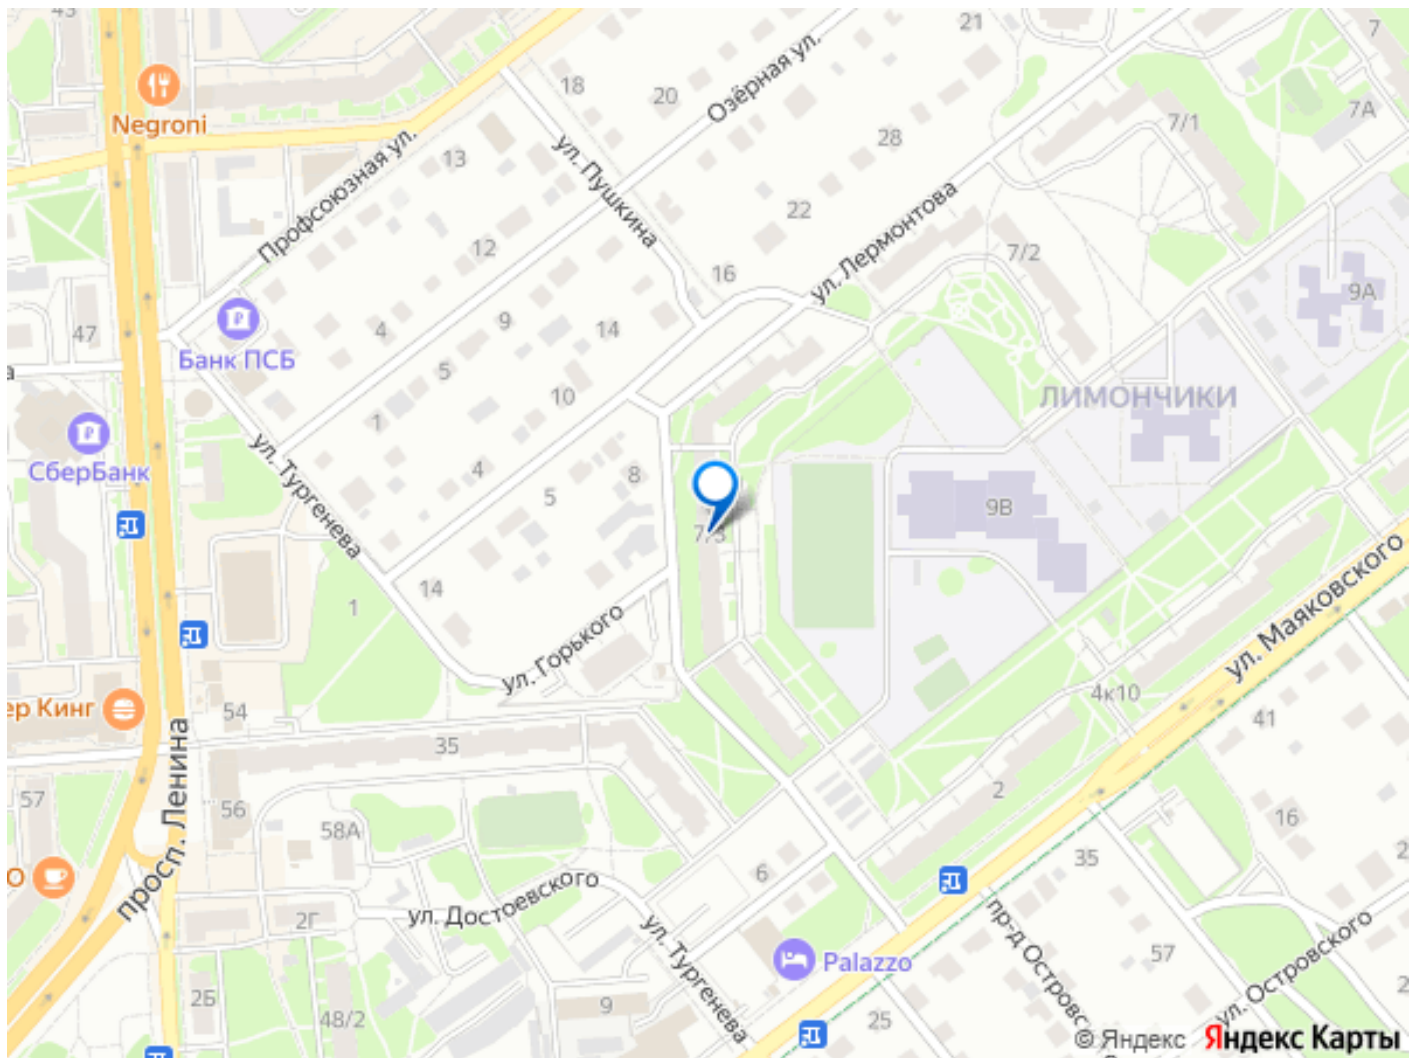 21
7
18
20
Озёрная ул.
7А
7/1
Negroni
13
ул. Пушкина
28
Профсоюзная ул.
22
ул. Лермонтова
12
7/2
16
9А
4
9
14
47
Банк ПСБ
5
10
ЛИМОНЧИКИ
1
СберБанк
ул. Тургенева
4
8
5
9В
7/3
14
1
ул. Горького
ул. Маяковского
54
ер Кинг
4к10
41
35
просп. Ленина
57
56
58А
2
16
35
6
ул. Достоевского
2Г
ул. Тургенева
пр-д Островс
57
ул. Островского
Palazzo
2Б
48/2
9
25
© Яндекс Яндекс Карты